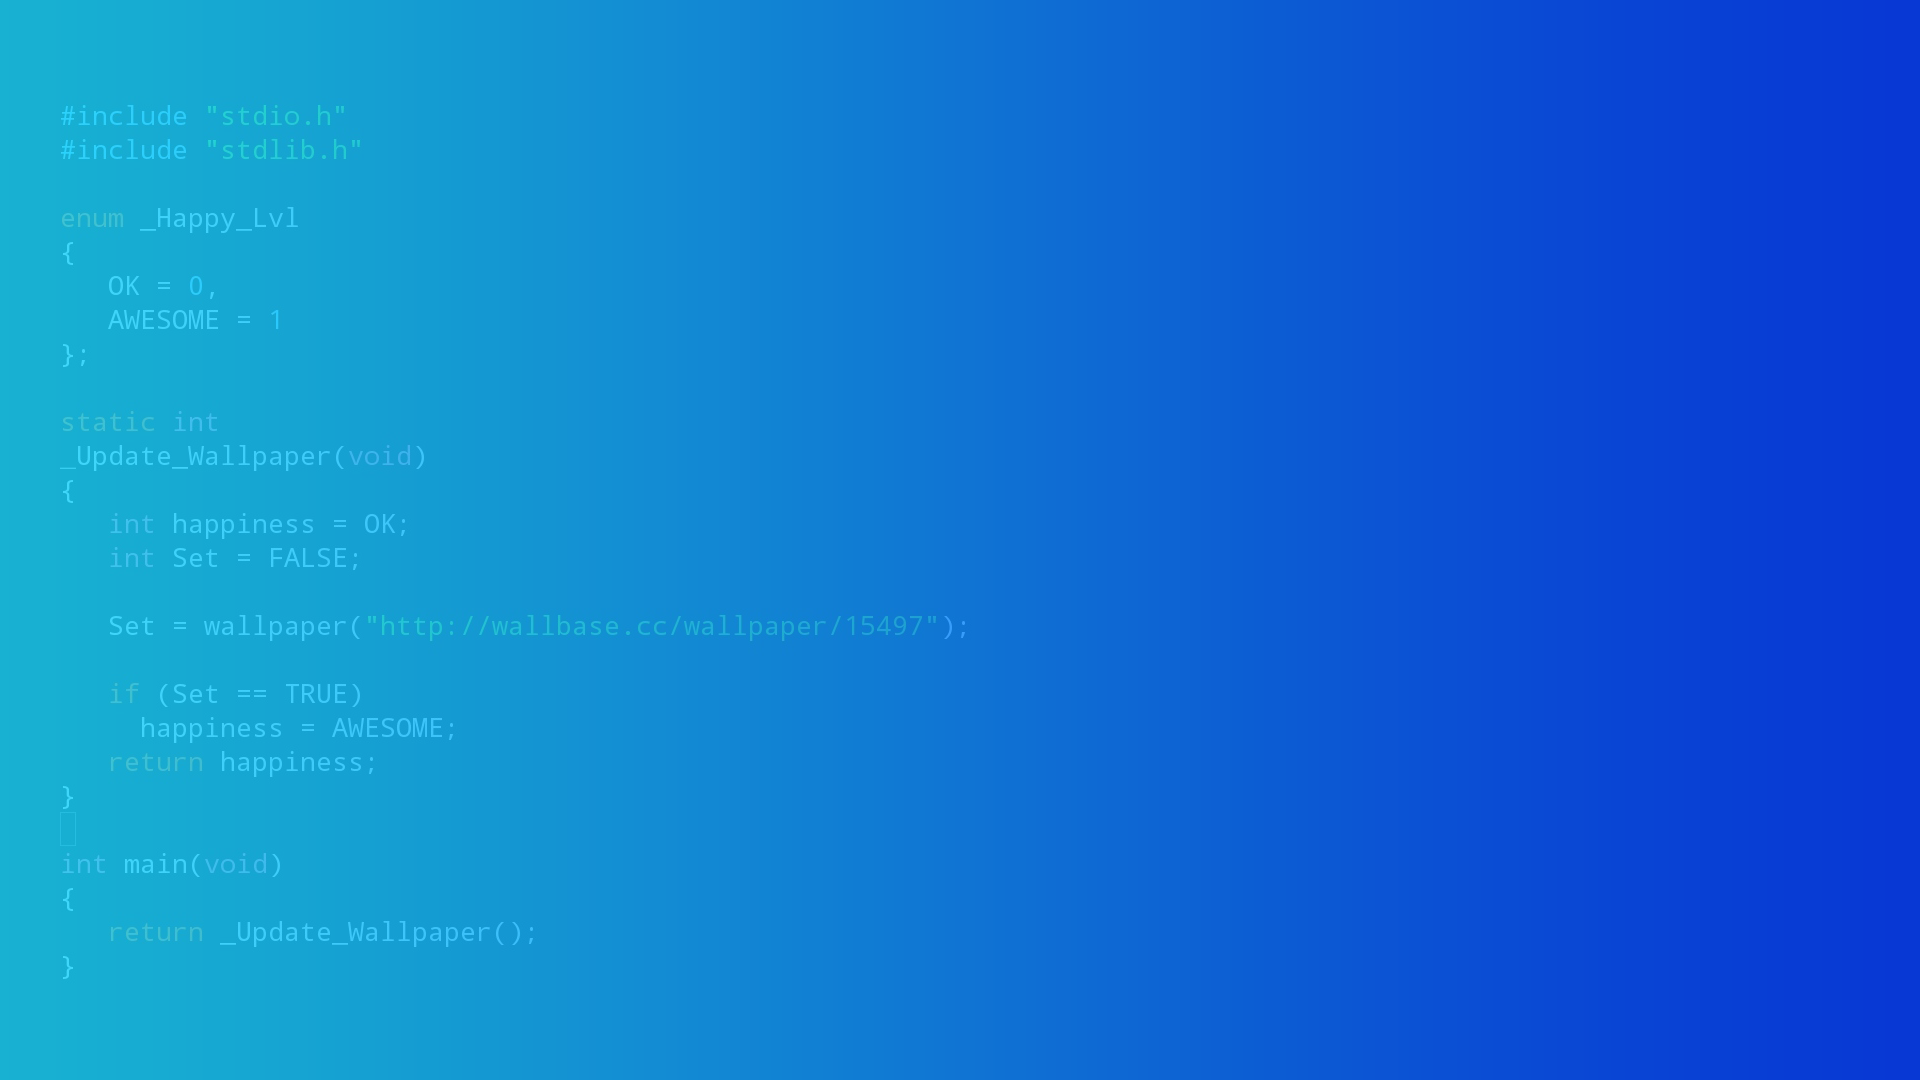 #include "stdio.h"
#include "stdlib.h"
enum _Happy_Lvl
{
   OK = 0,
   AWESOME = 1
};
static int
_Update_Wallpaper(void)
{
   int happiness = OK;
   int Set = FALSE;
   Set = wallpaper("http://wallbase.cc/wallpaper/15497");
   if (Set == TRUE)
     happiness = AWESOME;
   return happiness;
}
int main(void)
{
   return _Update_Wallpaper();
}